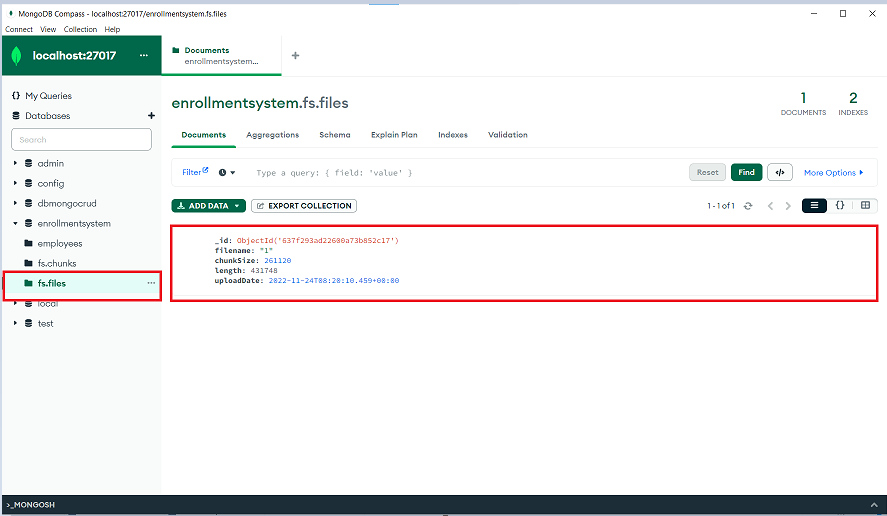 MongoDB Compass - localhost:27017/enrollmentsystem.fs.files
Connect View Collection Help
localhost:27017 ...
Documents
enrollmentsystem...
+
{} My Queries
Databases +
Search
admin
config
dbmongocrud
enrollmentsystem
employees
fs.chunks
fs.files ...
local
test
enrollmentsystem.fs.files
1
DOCUMENTS
2
INDEXES
Documents Aggregations Schema Explain Plan Indexes Validation
Filter Type a query: { field: 'value' } Reset Find </> More Options
ADD DATA EXPORT COLLECTION 1 - 1 of 1 {}
_id: ObjectId('637f293ad22600a73b852c17')
filename: "1"
chunkSize: 261120
length: 431748
uploadDate: 2022-11-24T08:20:10.459+00:00
>_MONGOSH